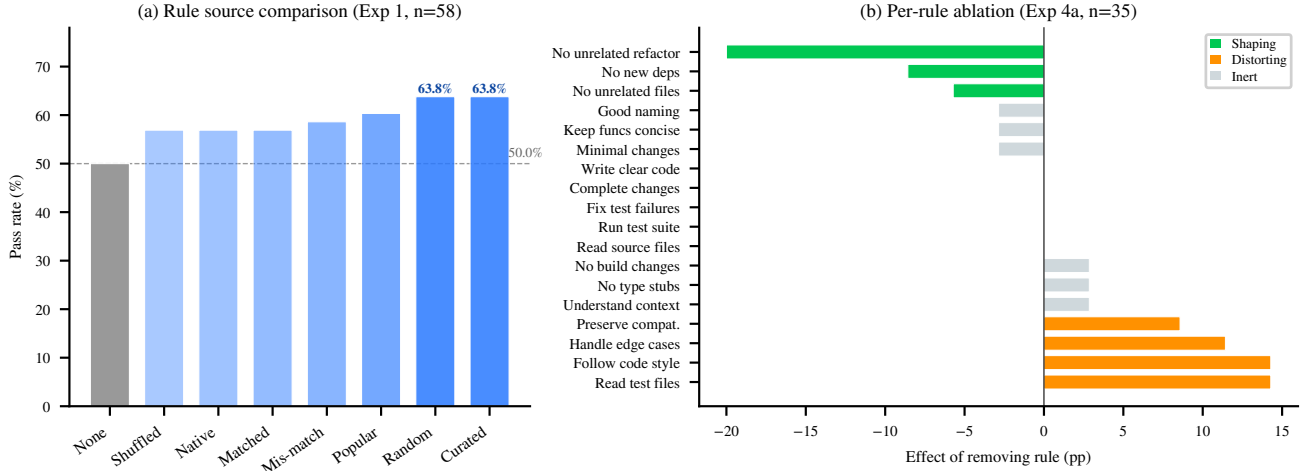 (a) Rule source comparison (Exp 1, n=58)
Pass rate (%)
70
60
50
40
30
20
10
0
63.8%
63.8%
50.0%
None
Shuffled
Native
Matched
Mis-match
Popular
Random
Curated
(b) Per-rule ablation (Exp 4a, n=35)
No unrelated refactor
No new deps
No unrelated files
Good naming
Keep funcs concise
Minimal changes
Write clear code
Complete changes
Fix test failures
Run test suite
Read source files
No build changes
No type stubs
Understand context
Preserve compat.
Handle edge cases
Follow code style
Read test files
Shaping
Distorting
Inert
−20 −15 −10 −5 0 5 10 15
Effect of removing rule (pp)